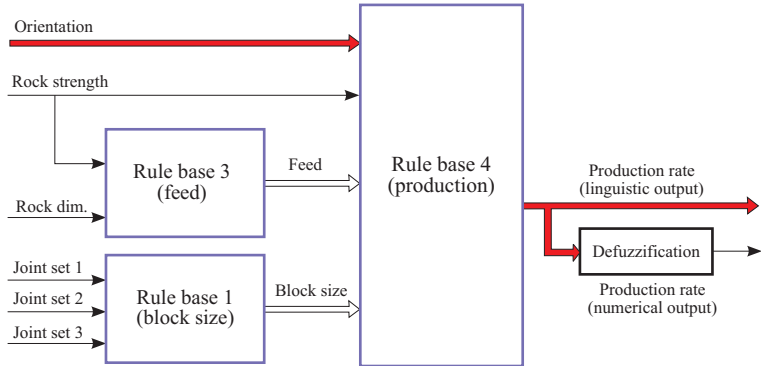 Orientation
Rock strength
Rule base 3
(feed)
Feed
Rock dim.
Rule base 4
(production)
Joint set 1
Joint set 2
Joint set 3
Rule base 1
(block size)
Block size
Production rate
(linguistic output)
Defuzzification
Production rate
(numerical output)